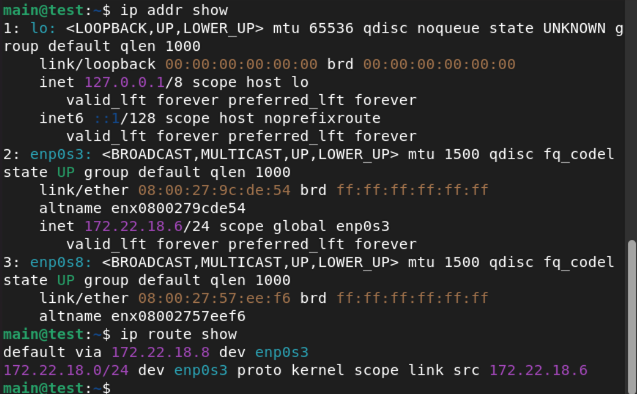 main@test:~$ ip addr show
1: lo: <LOOPBACK,UP,LOWER_UP> mtu 65536 qdisc noqueue state UNKNOWN g
roup default qlen 1000
    link/loopback 00:00:00:00:00:00 brd 00:00:00:00:00:00
    inet 127.0.0.1/8 scope host lo
       valid_lft forever preferred_lft forever
    inet6 ::1/128 scope host noprefixroute
       valid_lft forever preferred_lft forever
2: enp0s3: <BROADCAST,MULTICAST,UP,LOWER_UP> mtu 1500 qdisc fq_codel
state UP group default qlen 1000
    link/ether 08:00:27:9c:de:54 brd ff:ff:ff:ff:ff:ff
    altname enx0800279cde54
    inet 172.22.18.6/24 scope global enp0s3
       valid_lft forever preferred_lft forever
3: enp0s8: <BROADCAST,MULTICAST,UP,LOWER_UP> mtu 1500 qdisc fq_codel
state UP group default qlen 1000
    link/ether 08:00:27:57:ee:f6 brd ff:ff:ff:ff:ff:ff
    altname enx08002757eef6
main@test:~$ ip route show
default via 172.22.18.8 dev enp0s3
172.22.18.0/24 dev enp0s3 proto kernel scope link src 172.22.18.6
main@test:~$